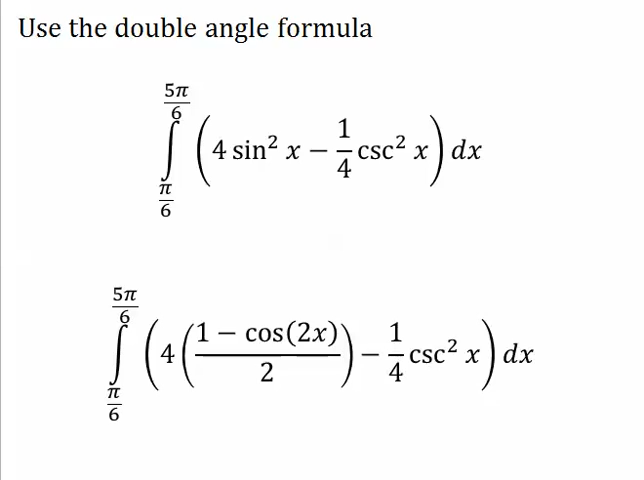 Use the double angle formula
∫_{π/6}^{5π/6} (4 sin² x − 1/4 csc² x) dx
∫_{π/6}^{5π/6} (4((1 − cos(2x))/2) − 1/4 csc² x) dx